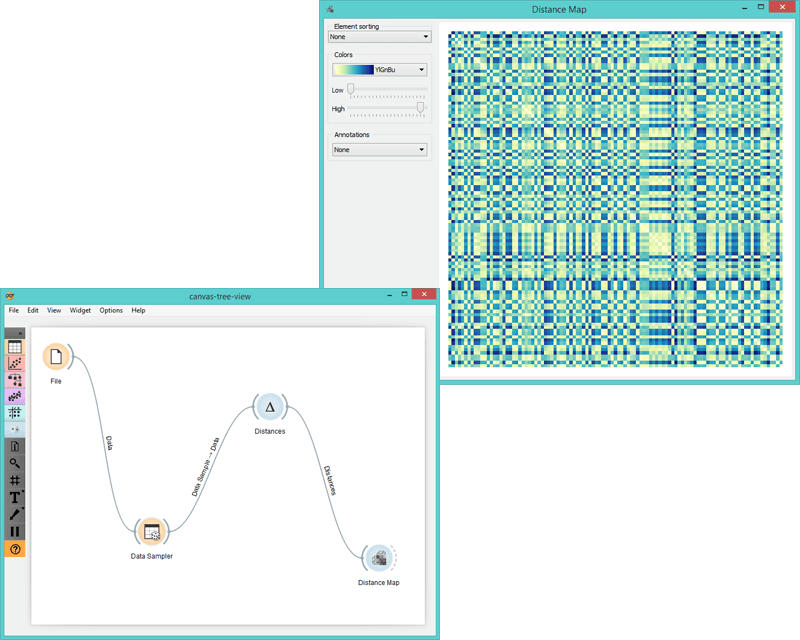 Distance Map
Element sorting
None
Colors
YlGnBu
Low
High
Annotations
None
canvas-tree-view
File Edit View Widget Options Help
File
Data
Data Sampler
Data Sample → Data
Distances
Distances
Distance Map